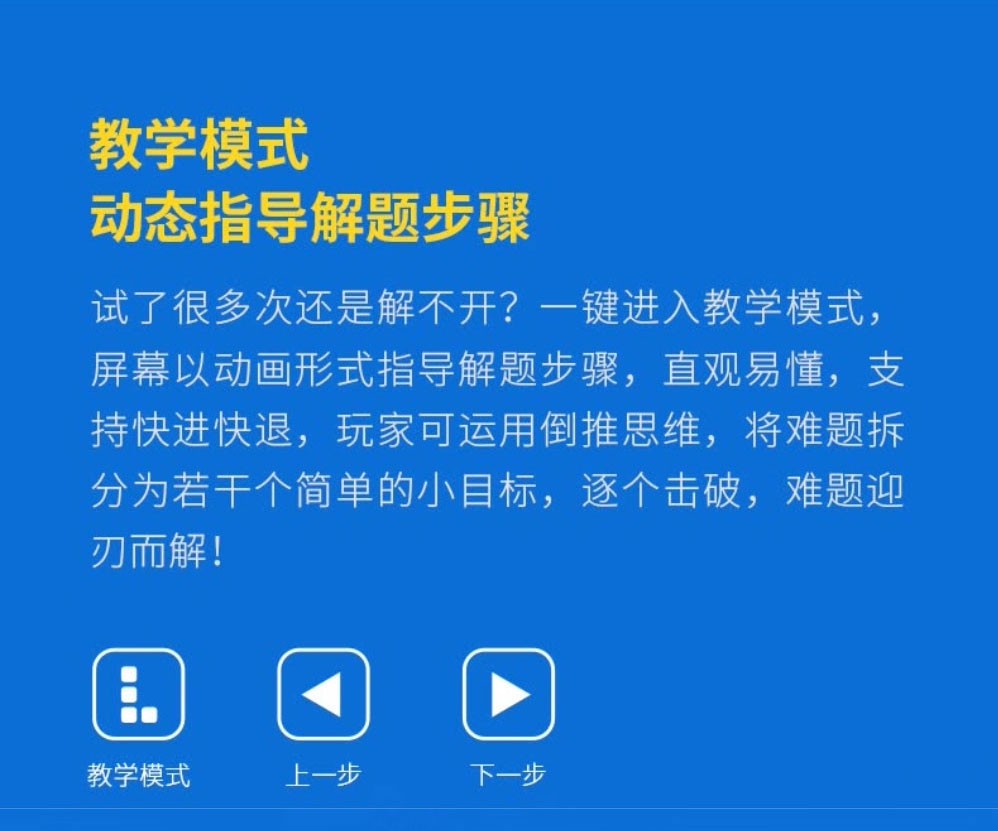 教学模式
动态指导解题步骤
试了很多次还是解不开？一键进入教学模式，
屏幕以动画形式指导解题步骤，直观易懂，支
持快进快退，玩家可运用倒推思维，将难题拆
分为若干个简单的小目标，逐个击破，难题迎
刃而解！
教学模式 上一步 下一步